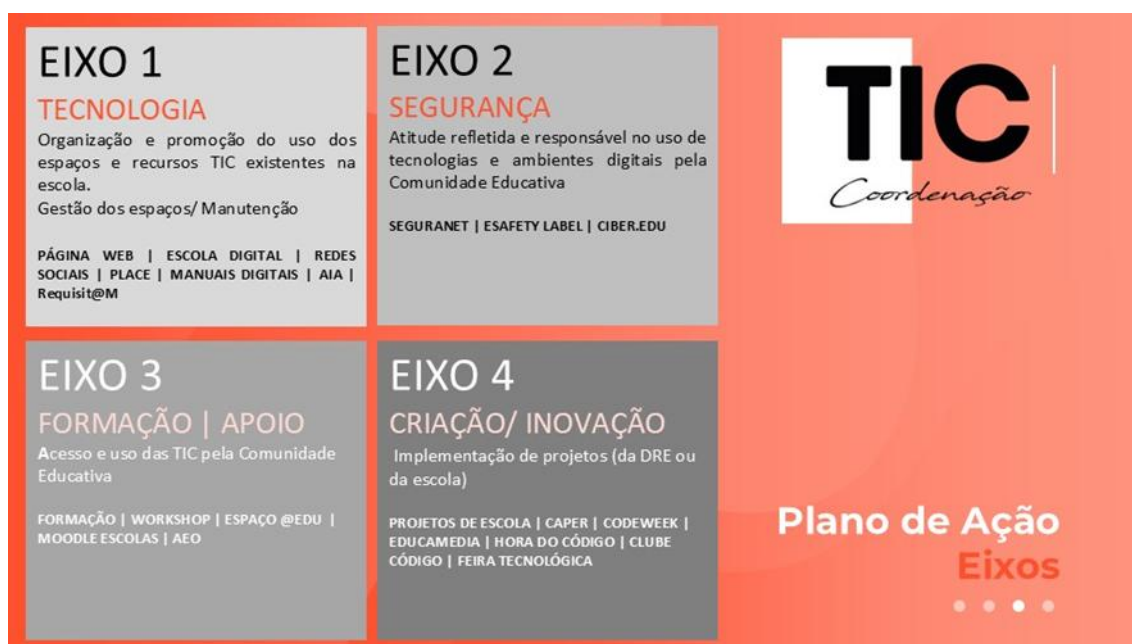 EIXO 1
TECNOLOGIA
Organização e promoção do uso dos
espaços e recursos TIC existentes na
escola.
Gestão dos espaços/ Manutenção
PÁGINA WEB | ESCOLA DIGITAL | REDES
SOCIAIS | PLACE | MANUAIS DIGITAIS | AIA |
Requisit@M
EIXO 2
SEGURANÇA
Atitude refletida e responsável no uso de
tecnologias e ambientes digitais pela
Comunidade Educativa
SEGURANET | ESAFETY LABEL | CIBER.EDU
EIXO 3
FORMAÇÃO | APOIO
Acesso e uso das TIC pela Comunidade
Educativa
FORMAÇÃO | WORKSHOP | ESPAÇO @EDU |
MOODLE ESCOLAS | AEO
EIXO 4
CRIAÇÃO/ INOVAÇÃO
Implementação de projetos (da DRE ou
da escola)
PROJETOS DE ESCOLA | CAPER | CODEWEEK |
EDUCAMEDIA | HORA DO CÓDIGO | CLUBE
CÓDIGO | FEIRA TECNOLÓGICA
TIC
Coordenação
Plano de Ação
Eixos